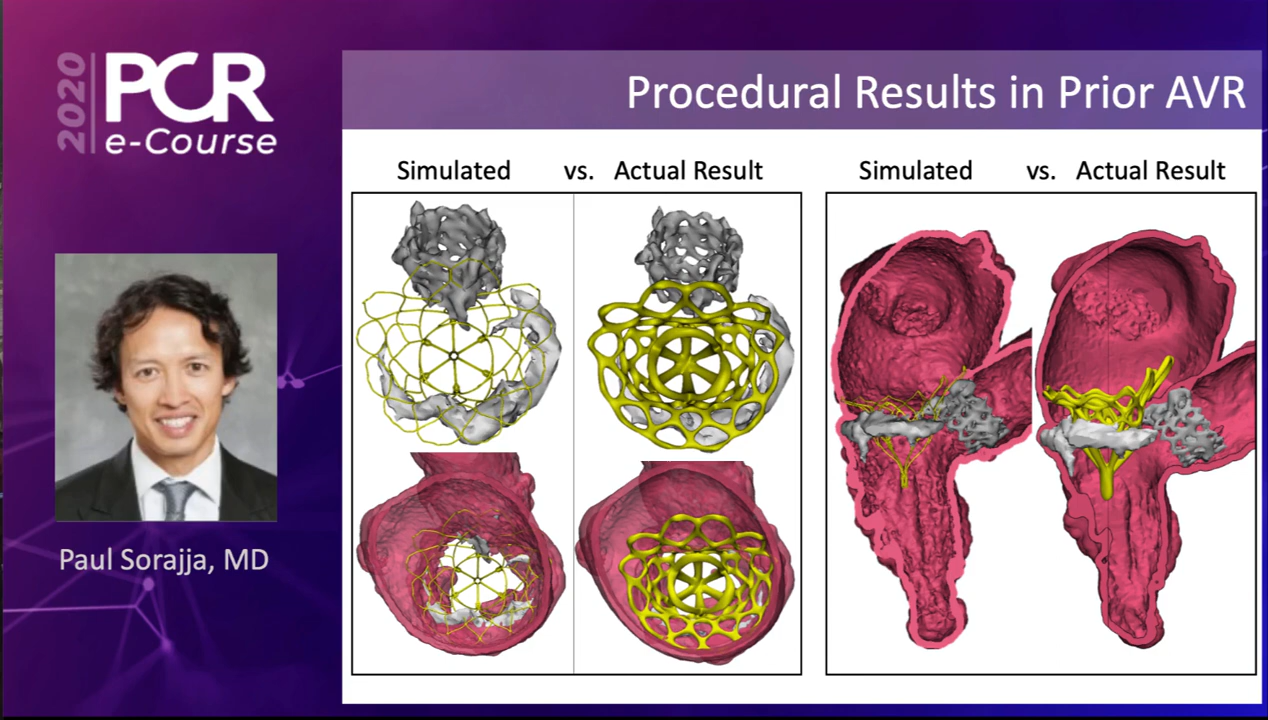 2020
PCR
e-Course
Paul Sorajja, MD
Procedural Results in Prior AVR
Simulated vs. Actual Result
Simulated vs. Actual Result